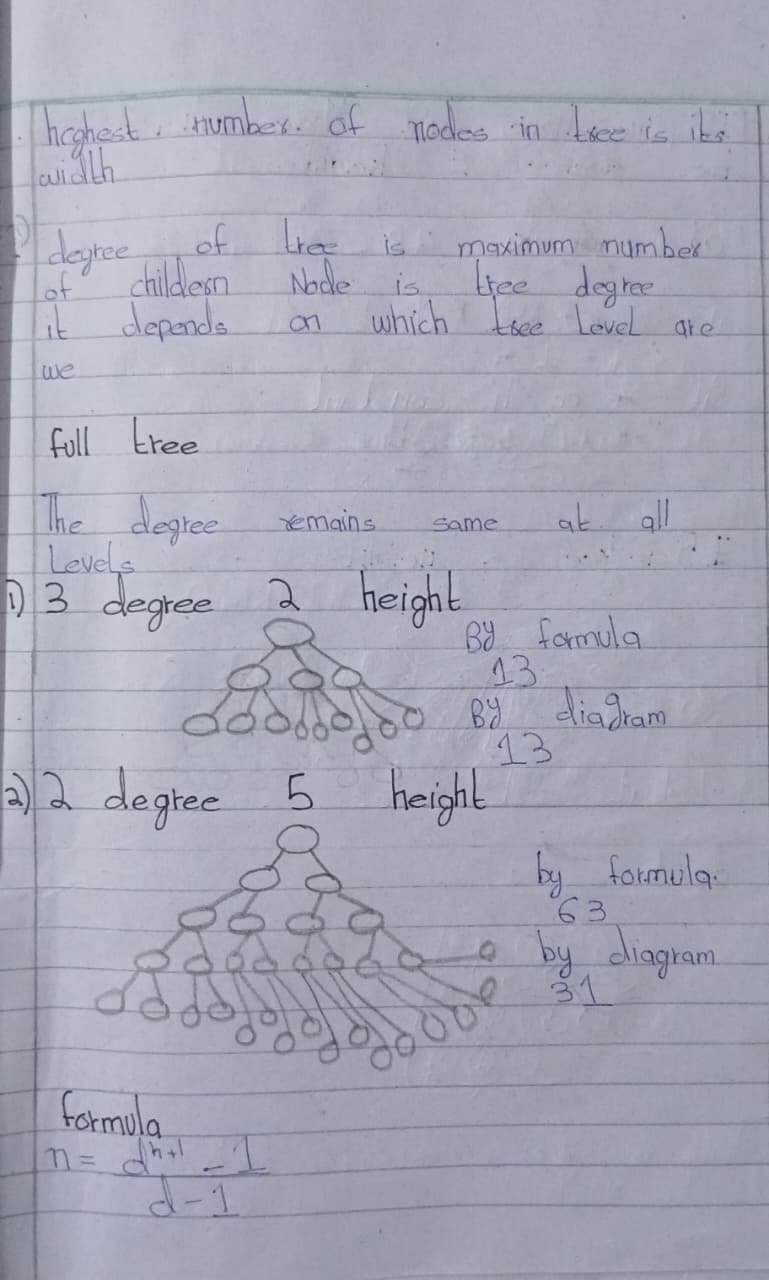 heghest. number. of nodes in tree is its
width
degree of tree is maximum number
of childern Node is tree degree
it depends on which tree Level are
we
full tree
The degree remains same at all
Levels
1) 3 degree 2 height
By formula
13
By diagram
13
2) 2 degree 5 height
by formula.
63
by diagram
31
formula
n = d^h+1 - 1
d - 1